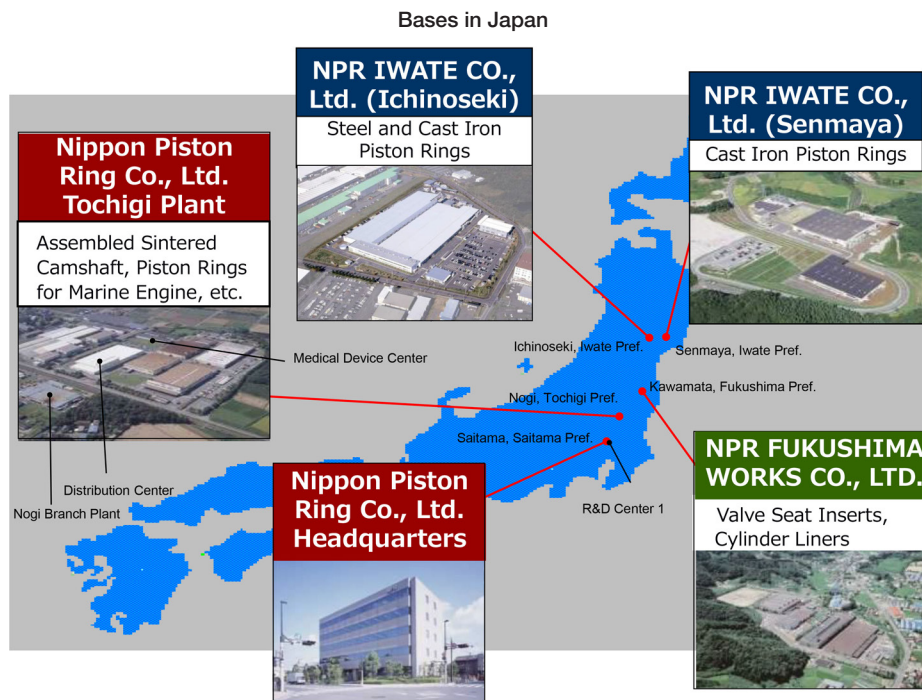 Bases in Japan
NPR IWATE CO.,
Ltd. (Ichinoseki)
Steel and Cast Iron
Piston Rings
NPR IWATE CO.,
Ltd. (Senmaya)
Cast Iron Piston Rings
Nippon Piston
Ring Co., Ltd.
Tochigi Plant
Assembled Sintered
Camshaft, Piston Rings
for Marine Engine, etc.
Medical Device Center
Distribution Center
Nogi Branch Plant
Ichinoseki, Iwate Pref.
Senmaya, Iwate Pref.
Kawamata, Fukushima Pref.
Nogi, Tochigi Pref.
Saitama, Saitama Pref.
R&D Center 1
Nippon Piston
Ring Co., Ltd.
Headquarters
NPR FUKUSHIMA
WORKS CO., LTD.
Valve Seat Inserts,
Cylinder Liners